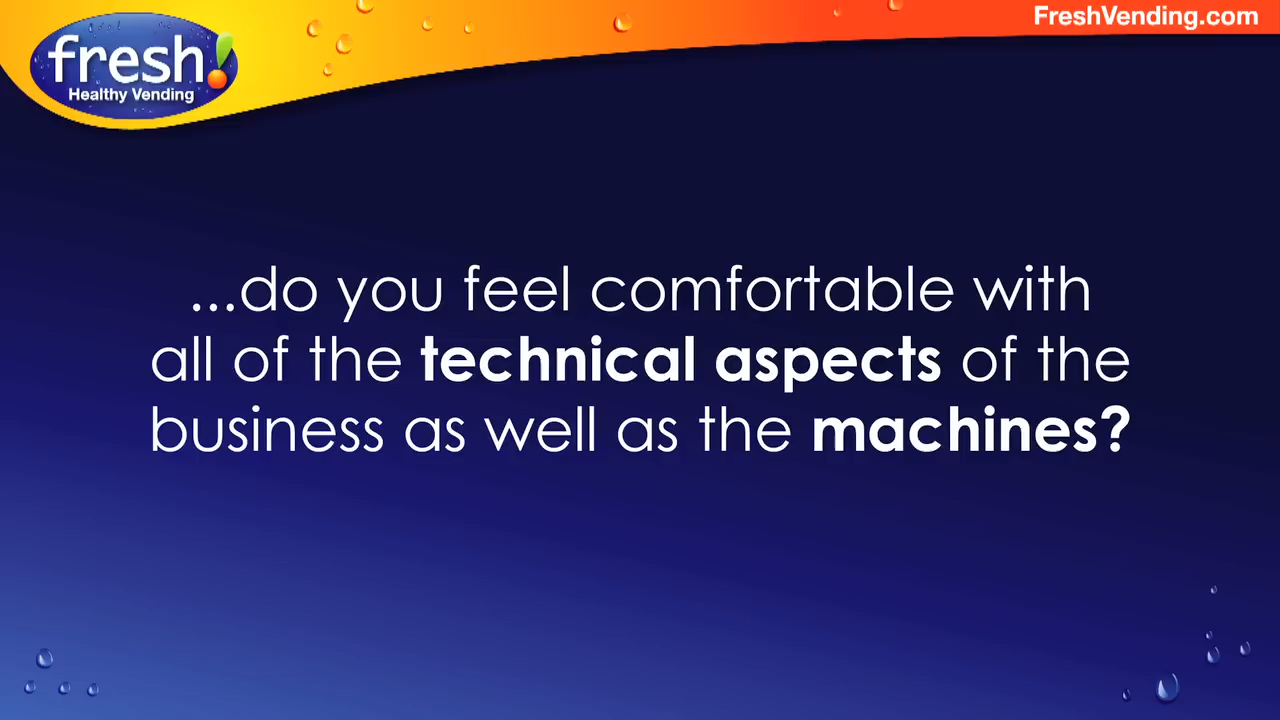 FreshVending.com
fresh!
Healthy Vending
...do you feel comfortable with
all of the technical aspects of the
business as well as the machines?